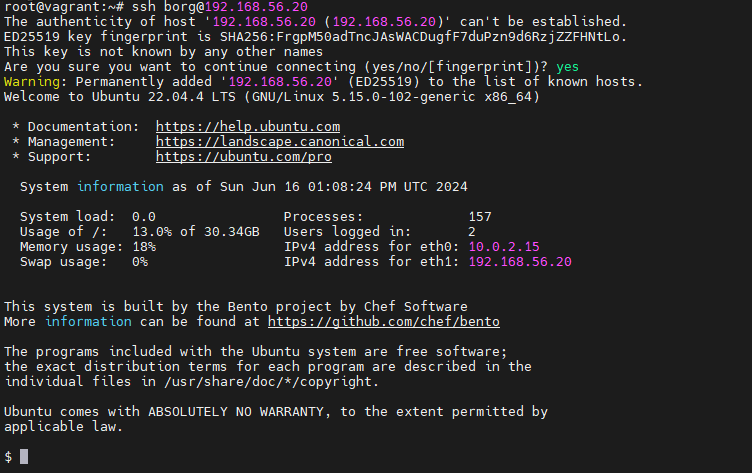 root@vagrant:~# ssh borg@192.168.56.20
The authenticity of host '192.168.56.20 (192.168.56.20)' can't be established.
ED25519 key fingerprint is SHA256:FrgpM50adTncJAsWACDugfF7duPzn9d6RzjZZFHNtLo.
This key is not known by any other names
Are you sure you want to continue connecting (yes/no/[fingerprint])? yes
Warning: Permanently added '192.168.56.20' (ED25519) to the list of known hosts.
Welcome to Ubuntu 22.04.4 LTS (GNU/Linux 5.15.0-102-generic x86_64)

 * Documentation:  https://help.ubuntu.com
 * Management:     https://landscape.canonical.com
 * Support:        https://ubuntu.com/pro

  System information as of Sun Jun 16 01:08:24 PM UTC 2024

  System load:  0.0                Processes:             157
  Usage of /:   13.0% of 30.34GB   Users logged in:       2
  Memory usage: 18%                IPv4 address for eth0: 10.0.2.15
  Swap usage:   0%                 IPv4 address for eth1: 192.168.56.20

This system is built by the Bento project by Chef Software
More information can be found at https://github.com/chef/bento

The programs included with the Ubuntu system are free software;
the exact distribution terms for each program are described in the
individual files in /usr/share/doc/*/copyright.

Ubuntu comes with ABSOLUTELY NO WARRANTY, to the extent permitted by
applicable law.

$